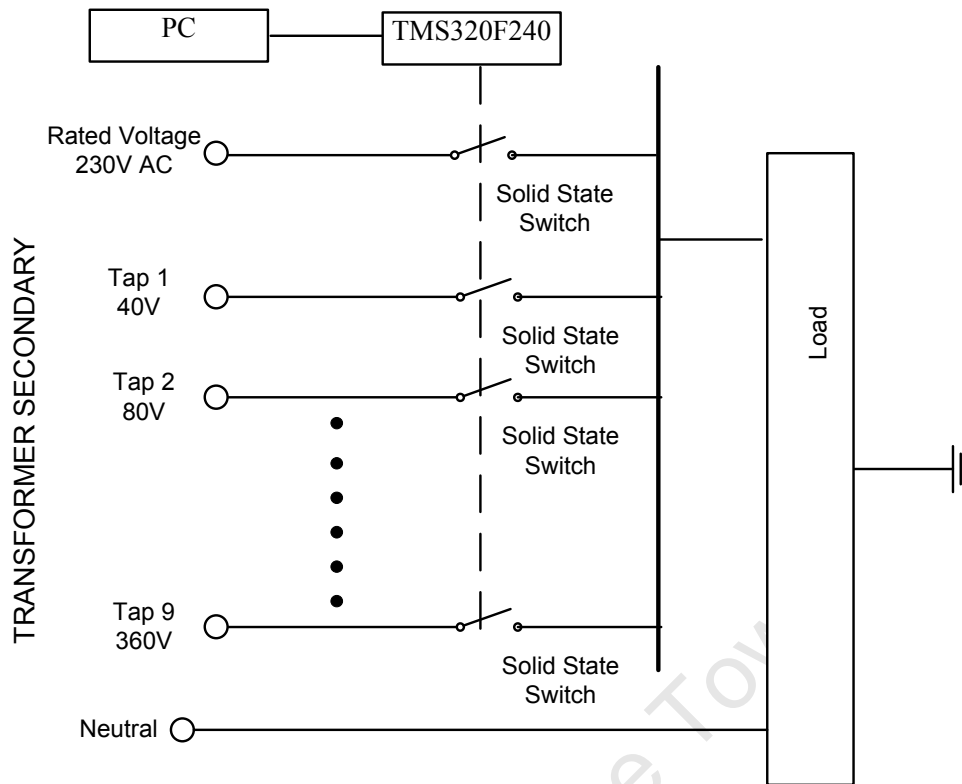 PC
TMS320F240
Rated Voltage
230V AC
Solid State
Switch
TRANSFORMER SECONDARY
Tap 1
40V
Solid State
Switch
Tap 2
80V
Solid State
Switch
Load
Tap 9
360V
Solid State
Switch
Neutral